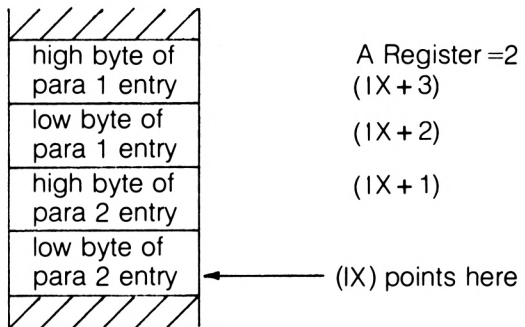 A Register =2
high byte of
para 1 entry
(IX+3)
low byte of
para 1 entry
(IX+2)
high byte of
para 2 entry
(IX+1)
low byte of
para 2 entry
(IX) points here